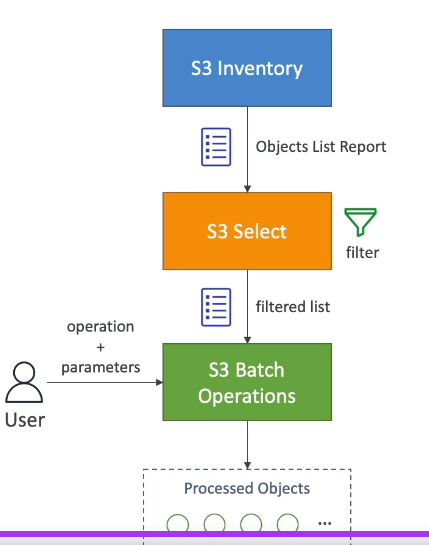 S3 Inventory
Objects List Report
S3 Select
filter
filtered list
operation
+
parameters
User
S3 Batch
Operations
Processed Objects
...